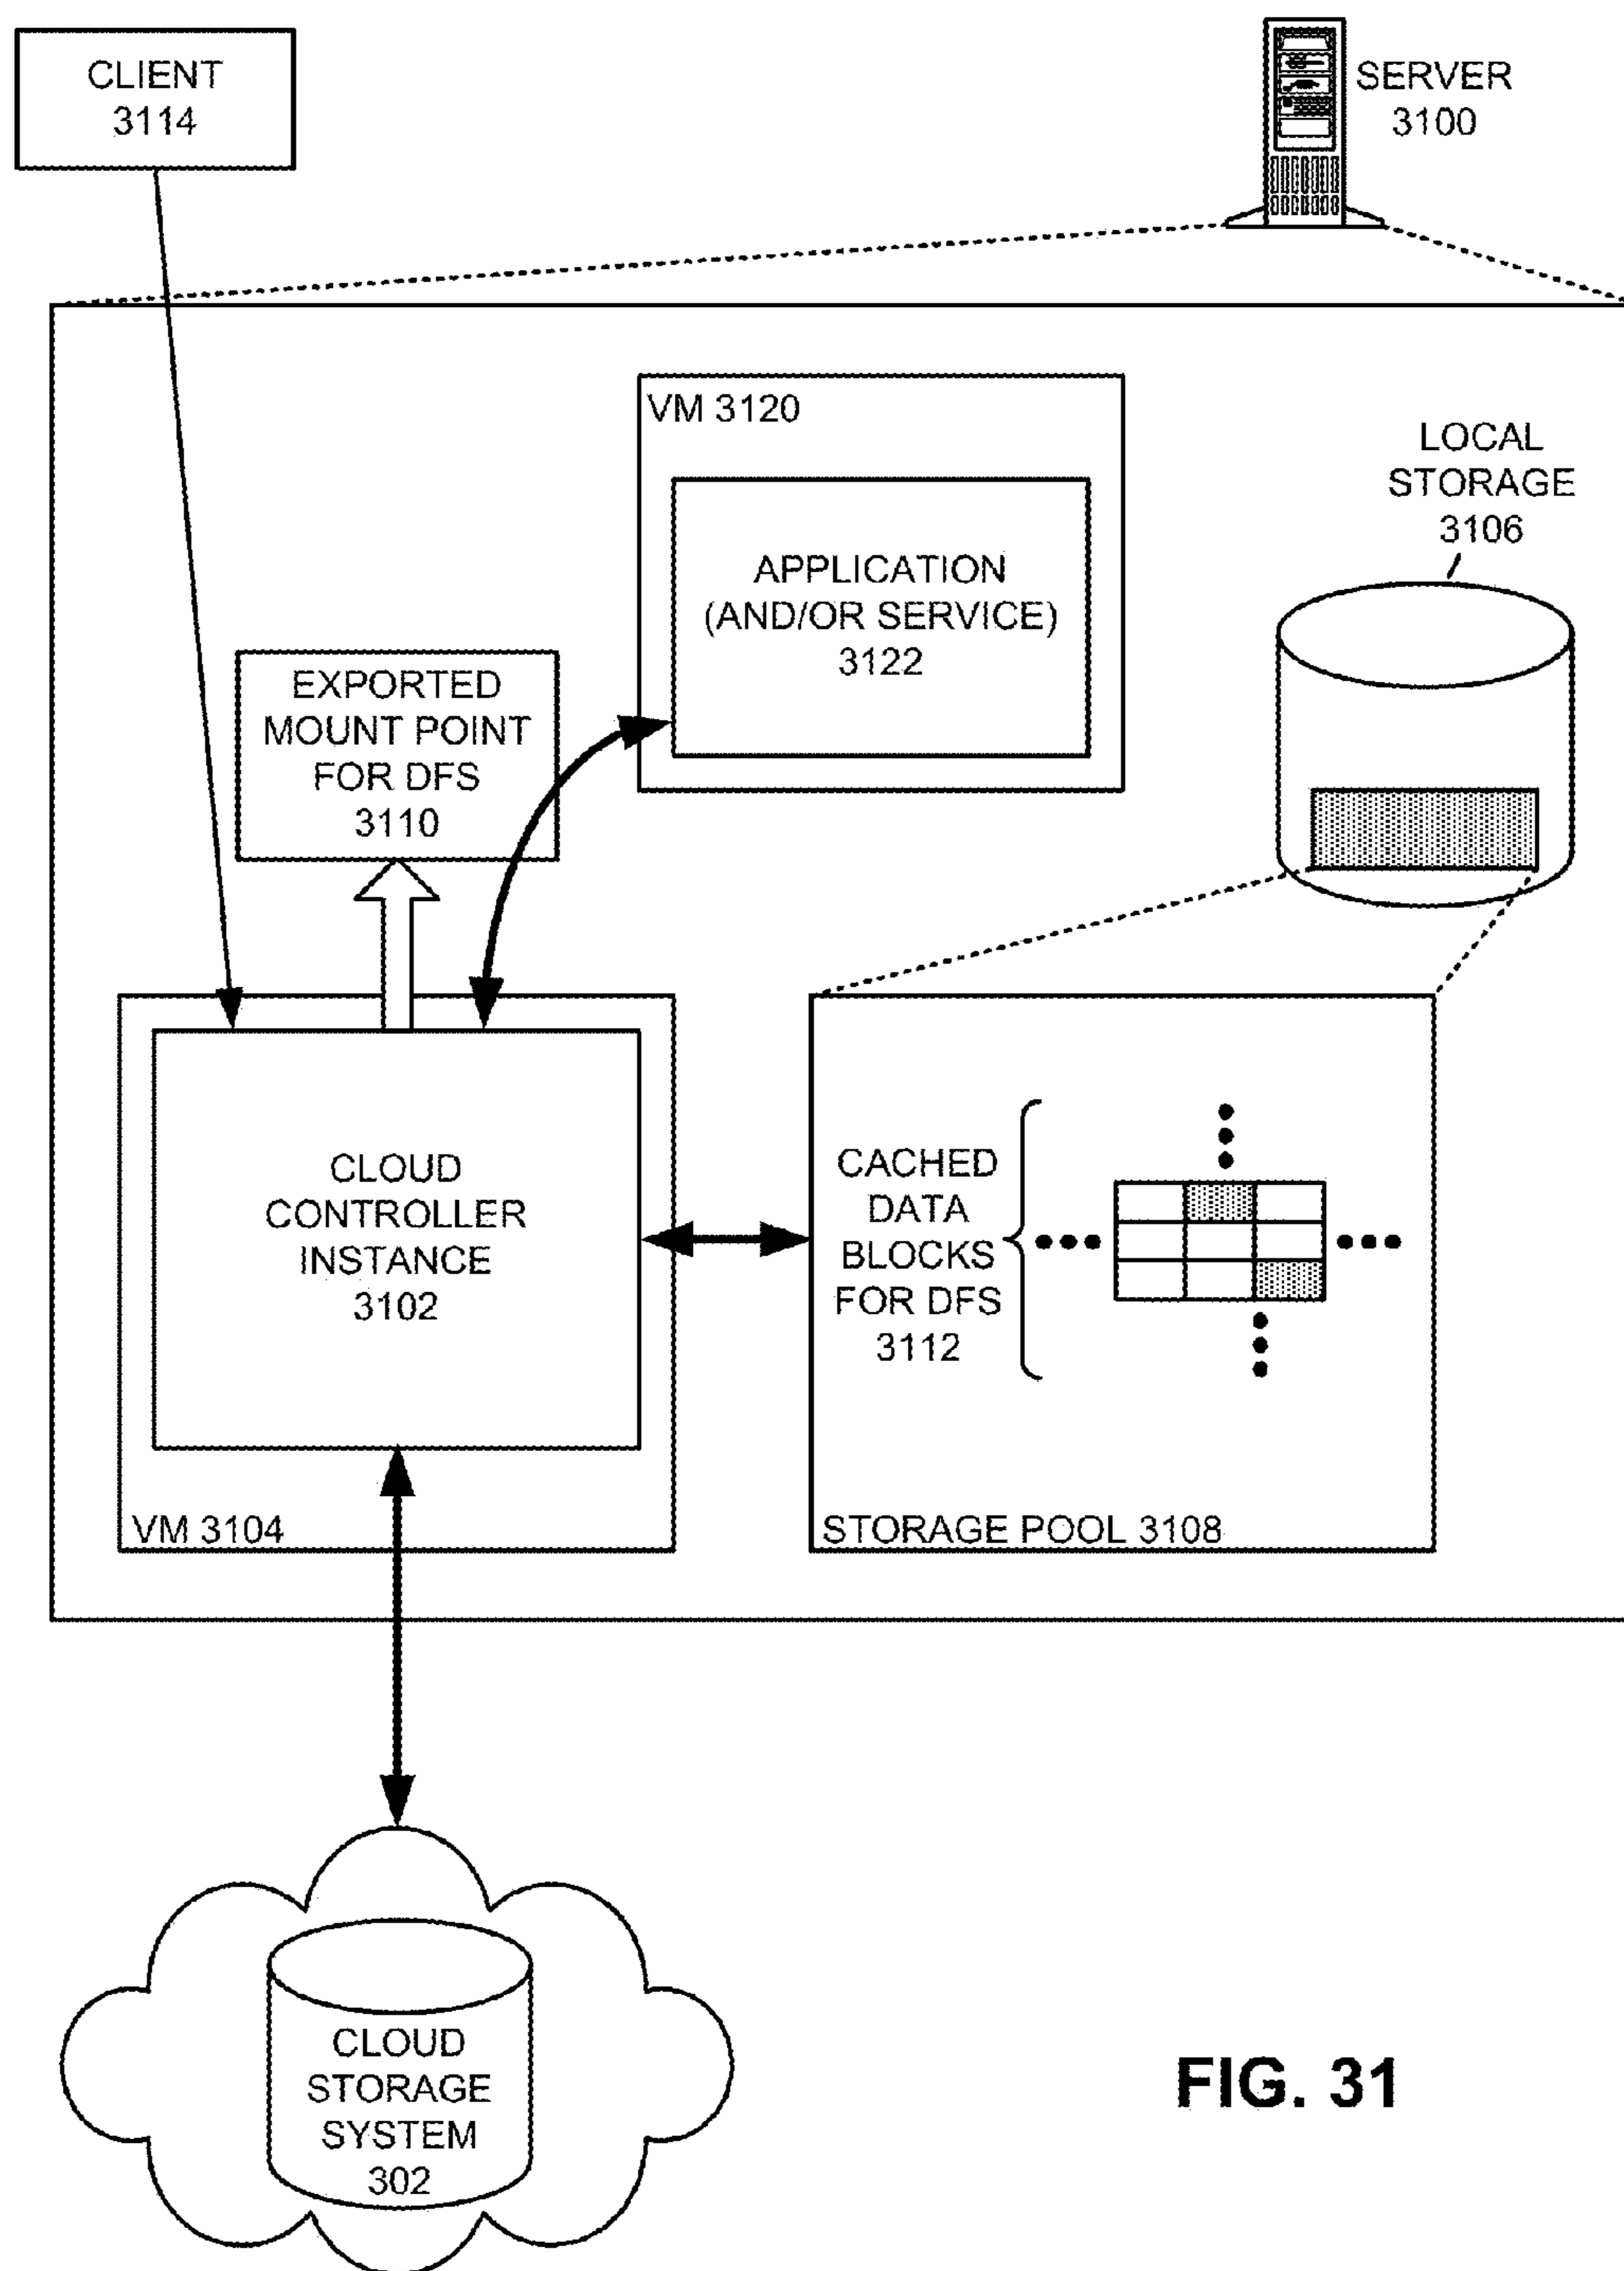 CLIENT
3114
SERVER
3100
VM 3120
LOCAL
STORAGE
3106
APPLICATION
(AND/OR SERVICE)
3122
EXPORTED
MOUNT POINT
FOR DFS
3110
CLOUD
CONTROLLER
INSTANCE
3102
VM 3104
CACHED
DATA
BLOCKS
FOR DFS
3112
STORAGE POOL 3108
CLOUD
STORAGE
SYSTEM
302
FIG. 31